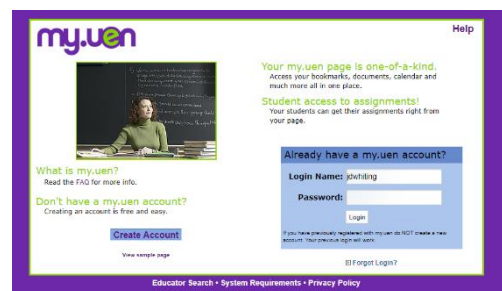 my.uen
Help
Your my.uen page is one-of-a-kind.
Access your bookmarks, documents, calendar and
much more all in one place.
Student access to assignments!
Your students can get their assignments right from
your page.
What is my.uen?
Read the FAQ for more info.
Don't have a my.uen account?
Creating an account is free and easy.
Create Account
View sample page
Already have a my.uen account?
Login Name: jdwhiting
Password:
Login
If you have previously registered with my.uen do NOT create a new
account. Your previous login will work.
Forgot Login?
Educator Search • System Requirements • Privacy Policy